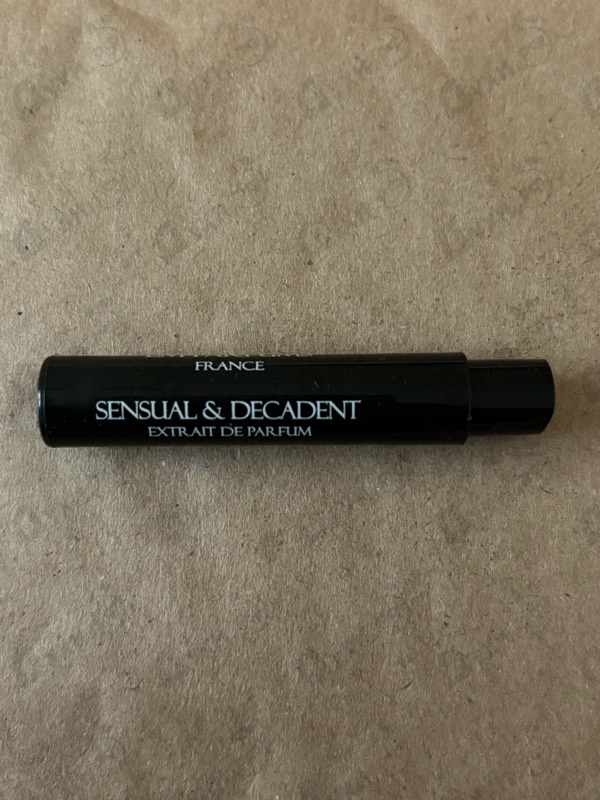 FRANCE
SENSUAL & DECADENT
EXTRAIT DE PARFUM